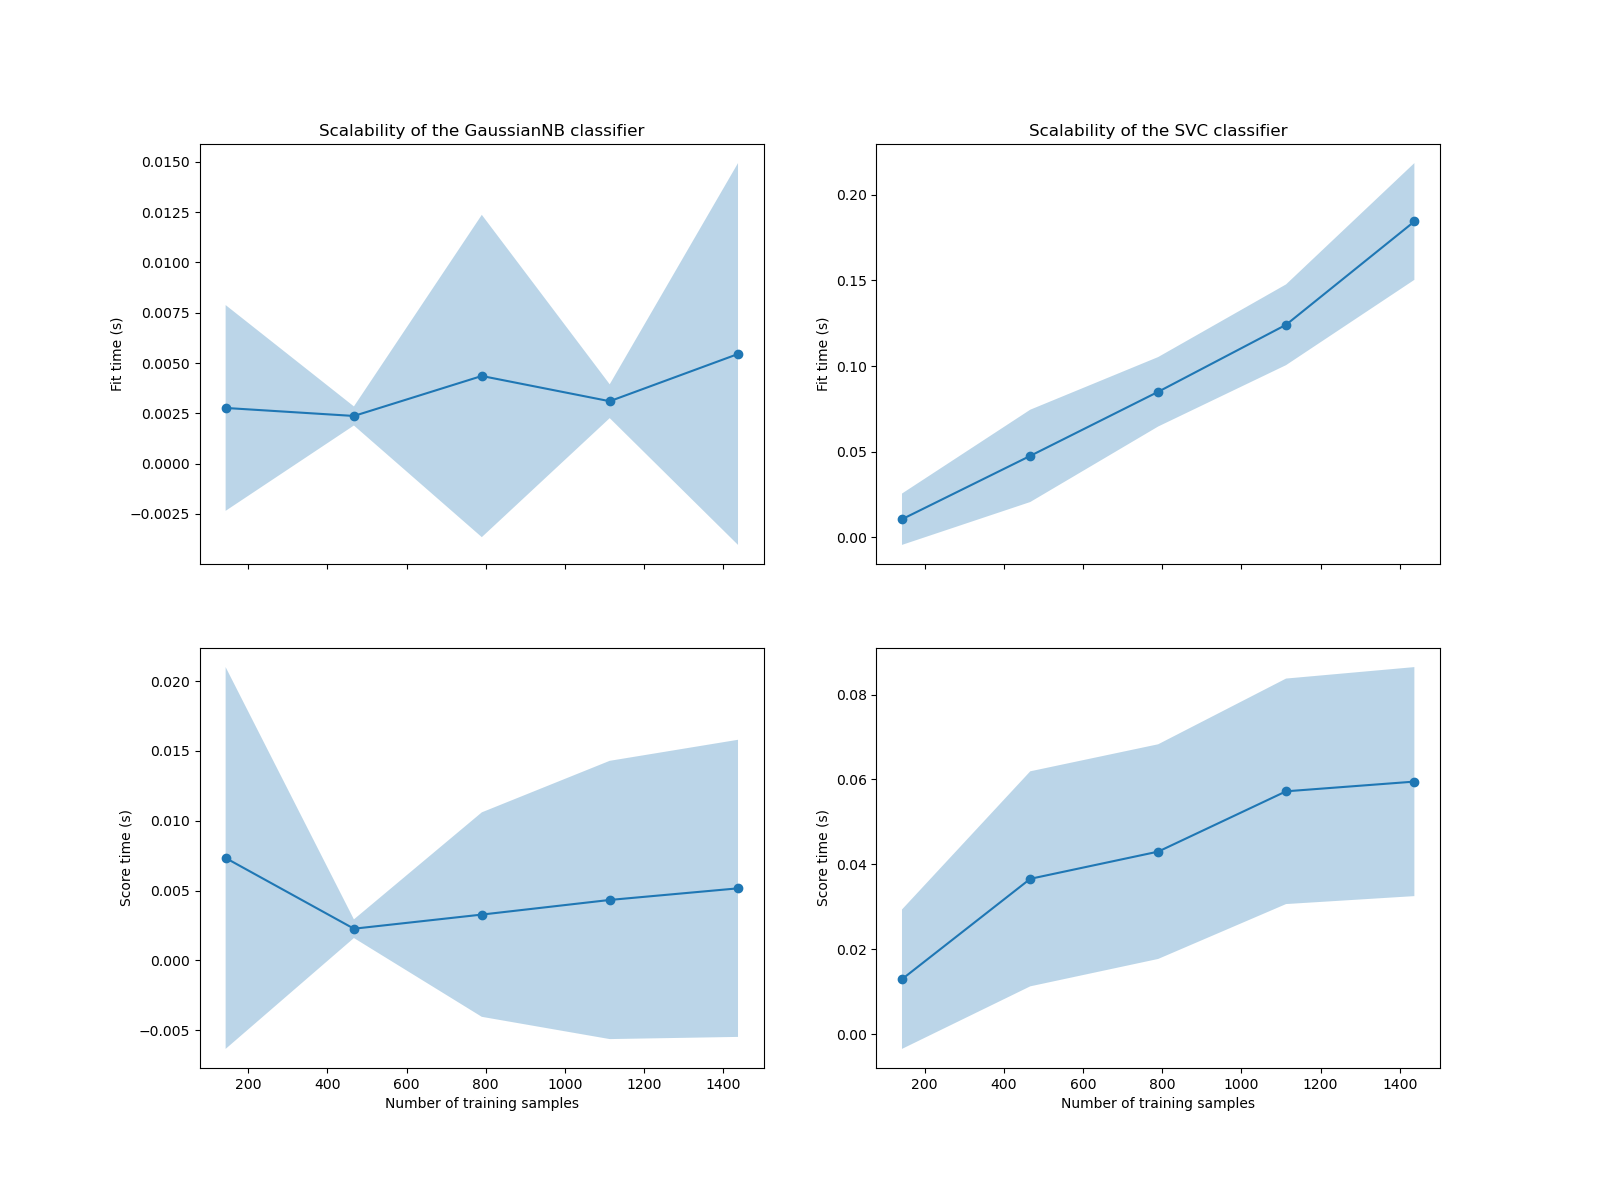 Scalability of the GaussianNB classifier
Fit time (s)
0.0150
0.0125
0.0100
0.0075
0.0050
0.0025
0.0000
−0.0025
Scalability of the SVC classifier
Fit time (s)
0.20
0.15
0.10
0.05
0.00
Score time (s)
0.020
0.015
0.010
0.005
0.000
−0.005
200 400 600 800 1000 1200 1400
Number of training samples
Score time (s)
0.08
0.06
0.04
0.02
0.00
200 400 600 800 1000 1200 1400
Number of training samples